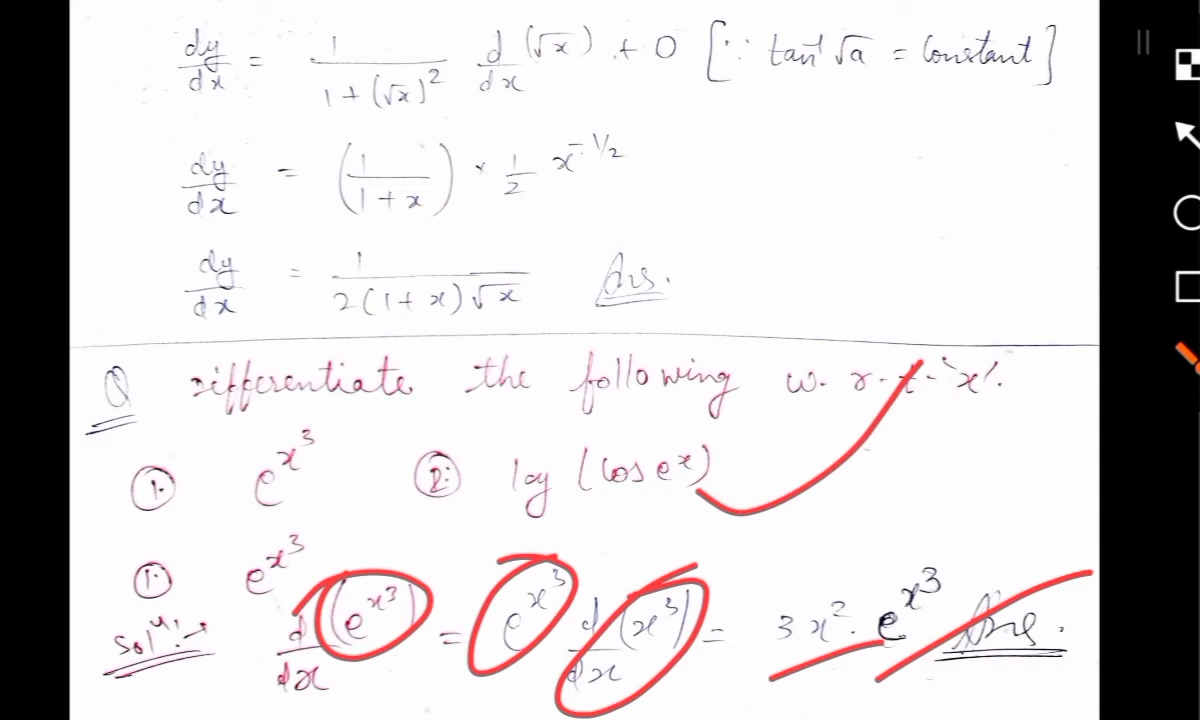 dy/dx = 1/(1+(√x)²) d/dx (√x) + 0 [∵ tan⁻¹ √a = Constant]
dy/dx = (1/(1+x)) × 1/2 x^(-1/2)
dy/dx = 1/(2(1+x)√x) Ans.
Q Differentiate the following w.r.t. 'x'.
① e^(x³) ② log (cos e^x)
① e^(x³)
Solⁿ:→ d/dx (e^(x³)) = e^(x³) d/dx (x³) = 3x². e^(x³) Ans.